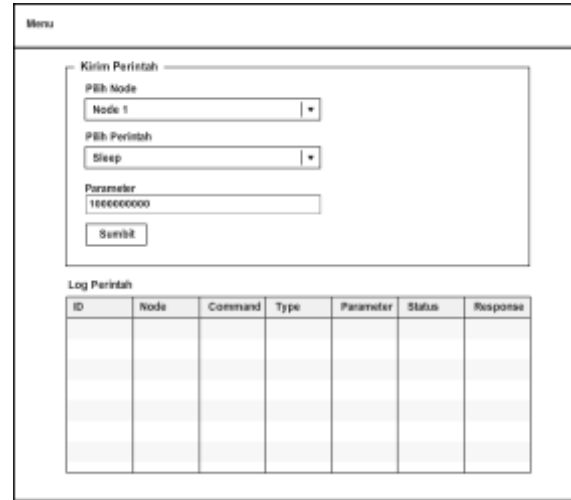 Menu
Kirim Perintah
Pilih Node
Node 1
Pilih Perintah
Sleep
Parameter
1000000000
Sumbit
Log Perintah
ID Node Command Type Parameter Status Response